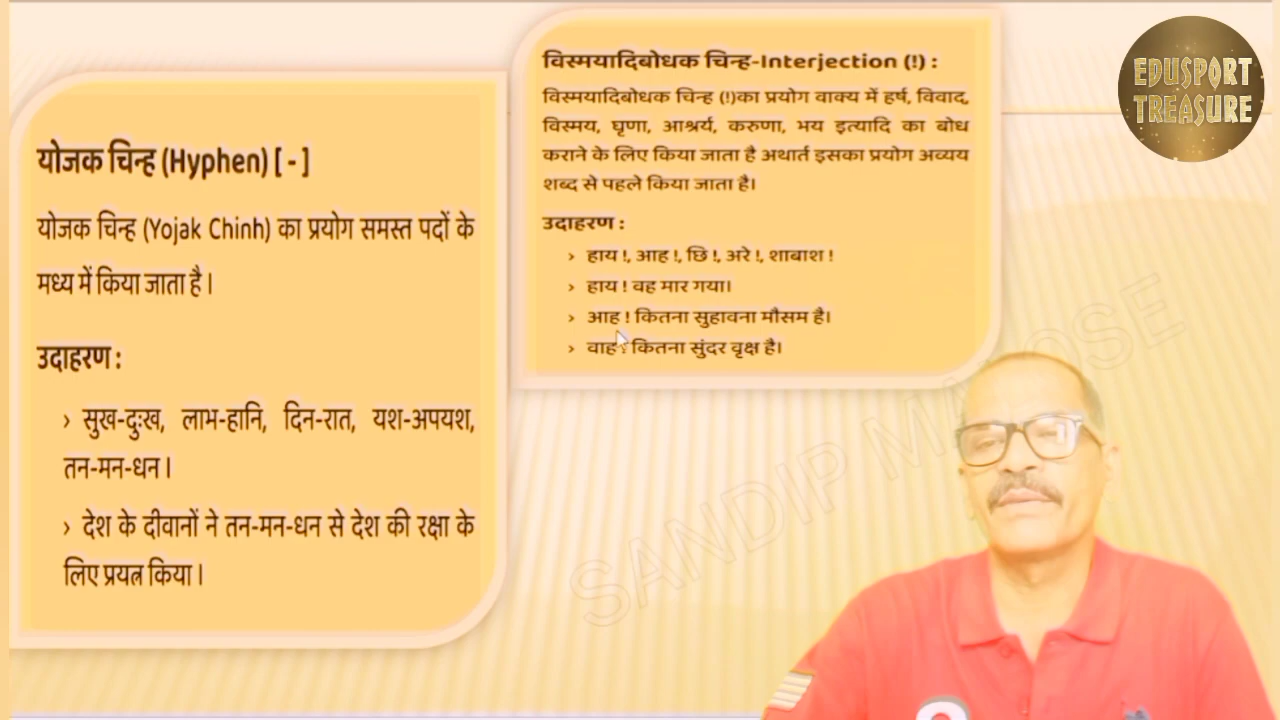 योजक चिन्ह (Hyphen) [ - ]
योजक चिन्ह (Yojak Chinh) का प्रयोग समस्त पदों के
मध्य में किया जाता है।
उदाहरण :
› सुख-दुःख, लाभ-हानि, दिन-रात, यश-अपयश,
तन-मन-धन।
› देश के दीवानों ने तन-मन-धन से देश की रक्षा के
लिए प्रयत्न किया।
विस्मयादिबोधक चिन्ह-Interjection (!) :
विस्मयादिबोधक चिन्ह (!)का प्रयोग वाक्य में हर्ष, विवाद,
विस्मय, घृणा, आश्रर्य, करुणा, भय इत्यादि का बोध
कराने के लिए किया जाता है अथार्त इसका प्रयोग अव्यय
शब्द से पहले किया जाता है।
उदाहरण :
› हाय !, आह !, छि !, अरे !, शाबाश !
› हाय ! वह मार गया।
› आह ! कितना सुहावना मौसम है।
› वाह ! कितना सुंदर वृक्ष है।
EDUSPORT
TREASURE
SANDIP